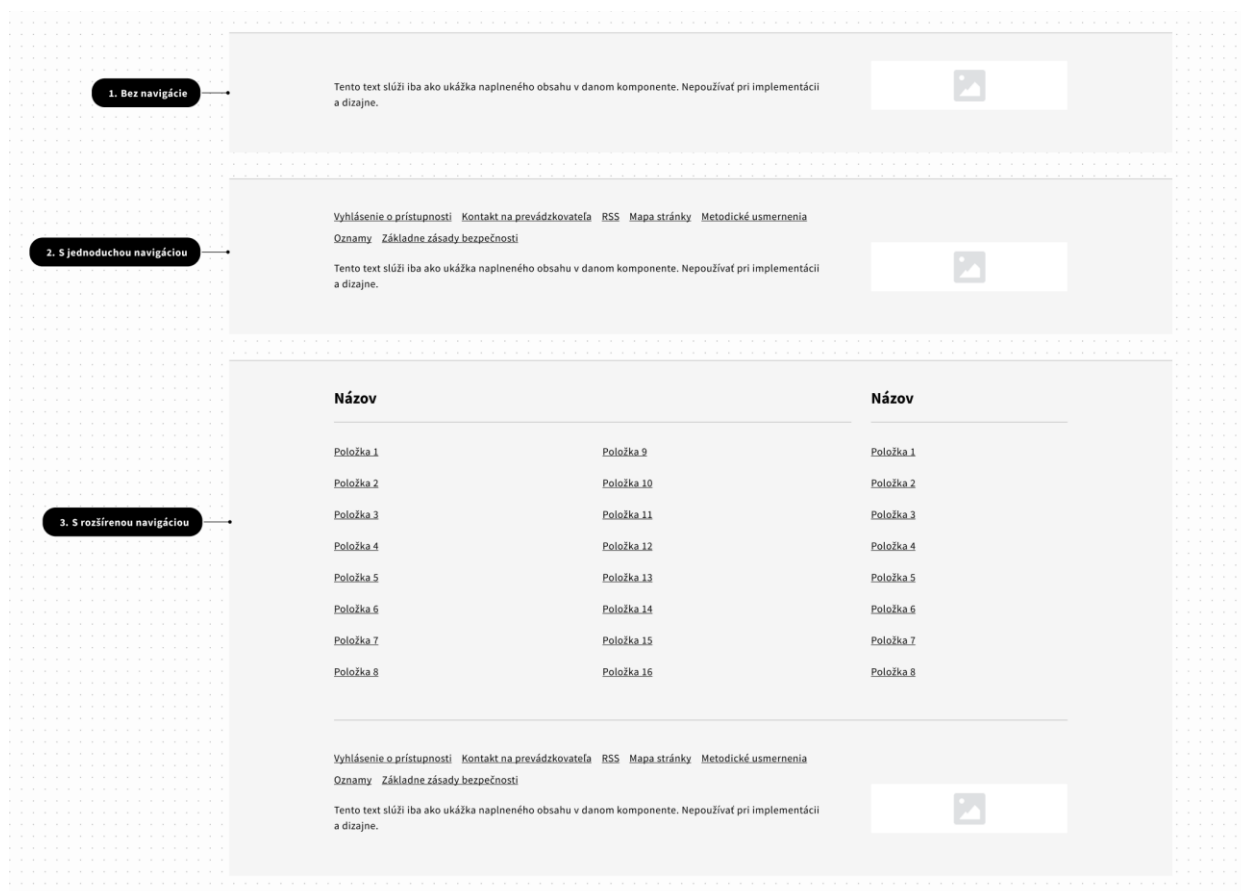 1. Bez navigácie
Tento text slúži iba ako ukážka naplneného obsahu v danom komponente. Nepoužívať pri implementácii
a dizajne.
2. S jednoduchou navigáciou
Vyhlásenie o prístupnosti Kontakt na prevádzkovateľa RSS Mapa stránky Metodické usmernenia
Oznamy Základne zásady bezpečnosti
Tento text slúži iba ako ukážka naplneného obsahu v danom komponente. Nepoužívať pri implementácii
a dizajne.
3. S rozšírenou navigáciou
Názov
Položka 1
Položka 2
Položka 3
Položka 4
Položka 5
Položka 6
Položka 7
Položka 8
Položka 9
Položka 10
Položka 11
Položka 12
Položka 13
Položka 14
Položka 15
Položka 16
Názov
Položka 1
Položka 2
Položka 3
Položka 4
Položka 5
Položka 6
Položka 7
Položka 8
Vyhlásenie o prístupnosti Kontakt na prevádzkovateľa RSS Mapa stránky Metodické usmernenia
Oznamy Základne zásady bezpečnosti
Tento text slúži iba ako ukážka naplneného obsahu v danom komponente. Nepoužívať pri implementácii
a dizajne.